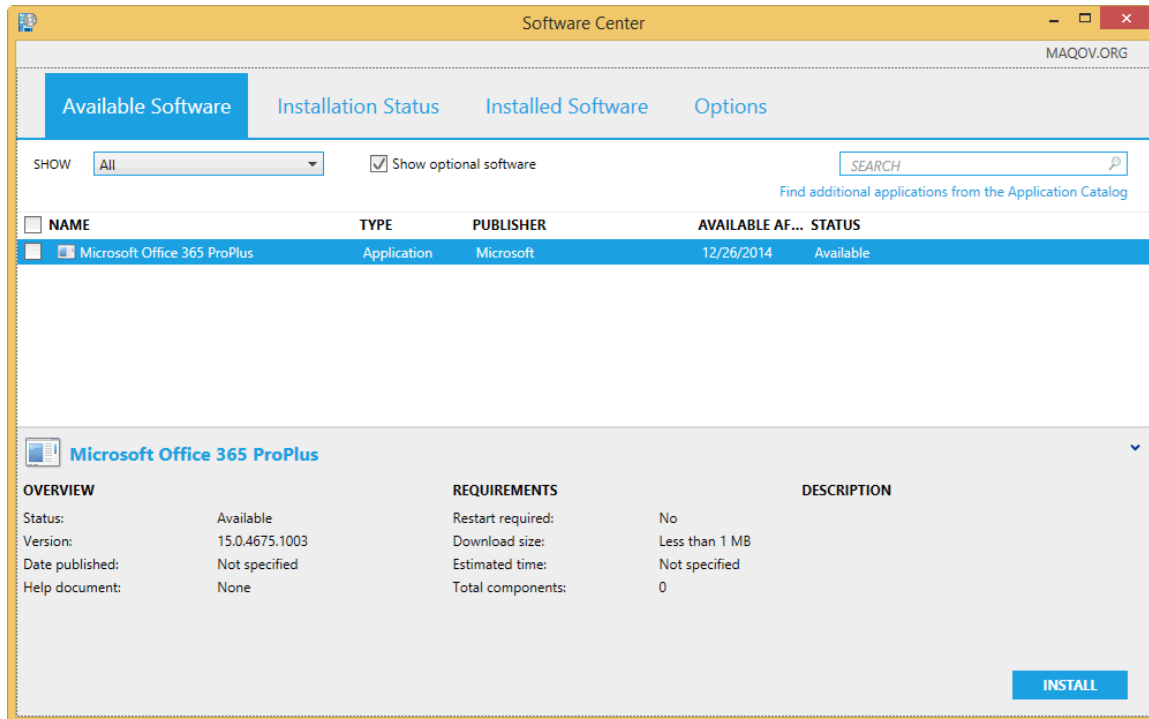 Software Center
MAQOV.ORG
Available Software Installation Status Installed Software Options
SHOW All Show optional software SEARCH
Find additional applications from the Application Catalog
NAME TYPE PUBLISHER AVAILABLE AF... STATUS
Microsoft Office 365 ProPlus Application Microsoft 12/26/2014 Available
Microsoft Office 365 ProPlus
OVERVIEW REQUIREMENTS DESCRIPTION
Status: Available Restart required: No
Version: 15.0.4675.1003 Download size: Less than 1 MB
Date published: Not specified Estimated time: Not specified
Help document: None Total components: 0
INSTALL